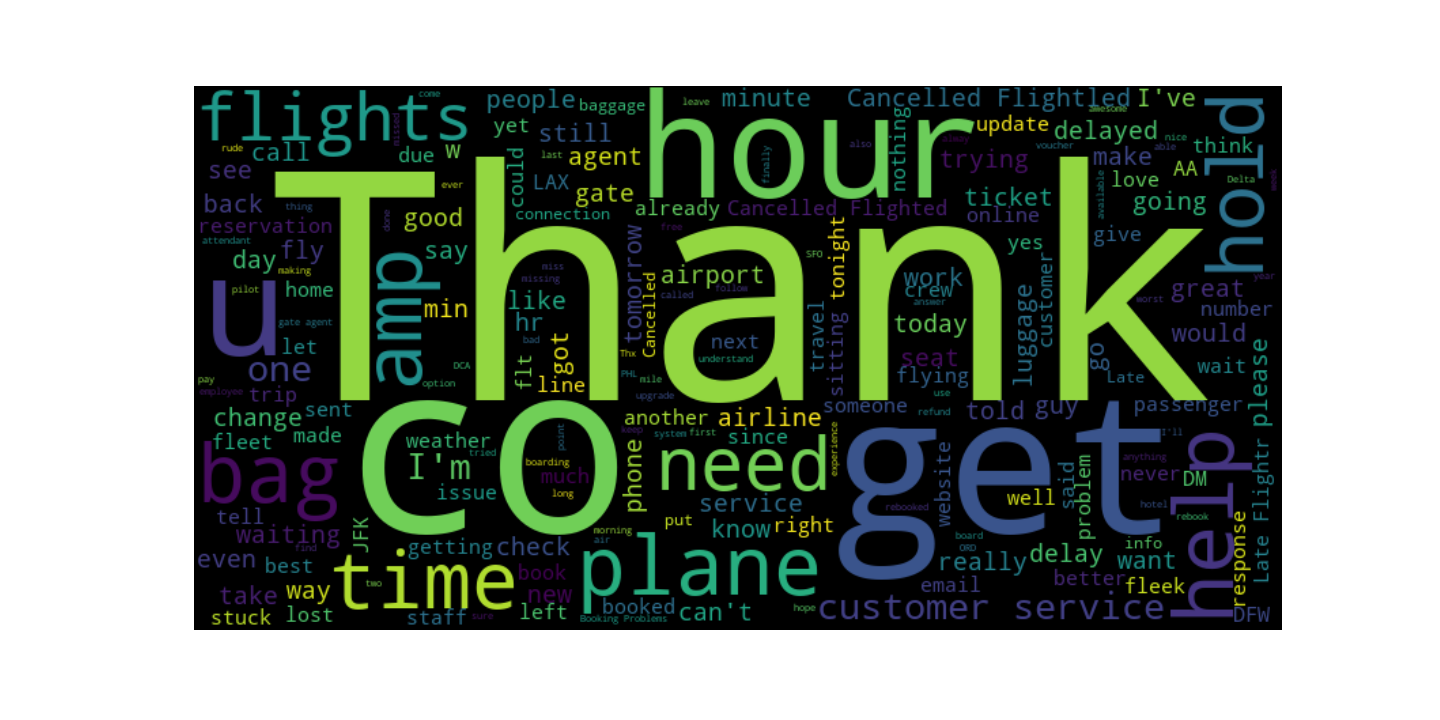 flights
come
people
baggage
leave
minute
Cancelled Flightled
I've
hold
awesome
missed
yet
still
hour
nothing
update
delayed
nice
think
rude
call
due
W
could
last
agent
finally
also
trying
voucher
make
able
see
ever
LAX
gate
love
AA
Delta
week
back
thing
done
good
connection
already
Cancelled Flighted
ticket
online
available
going
reservation
free
attendant
fly
say
Thank
tomorrow
tonight
SFO
yes
give
customer
day
making
amp
miss
missing
airport
work
crew
great
year
u
pilot
home
min
like
called
follow
answer
luggage
worst
number
gate agent
hr
Cancelled
travel
today
would
let
bad
got
next
sitting
go
Thx
understand
seat
one
DCA
flt
PHL
mile
flying
Late
wait
please
pay
employee
trip
option
line
upgrade
use
change
sent
co
another
airline
someone
refund
told
guy
passenger
get
fleet
made
weather
keep
system
first
since
experience
I'll
bag
I'm
tried
point
boarding
much
phone
need
website
said
problem
anything
never
DM
help
issue
long
service
well
hotel
Late Flightr
tell
put
rebooked
rebook
waiting
JFK
morning
know
right
board
response
find
getting
check
air
ORD
info
even
best
time
plane
really
delay
want
two
book
take
way
new
email
better
fleek
stuck
lost
staff
sure
left
booked
Booking Problems
can't
hope
customer service
DFW